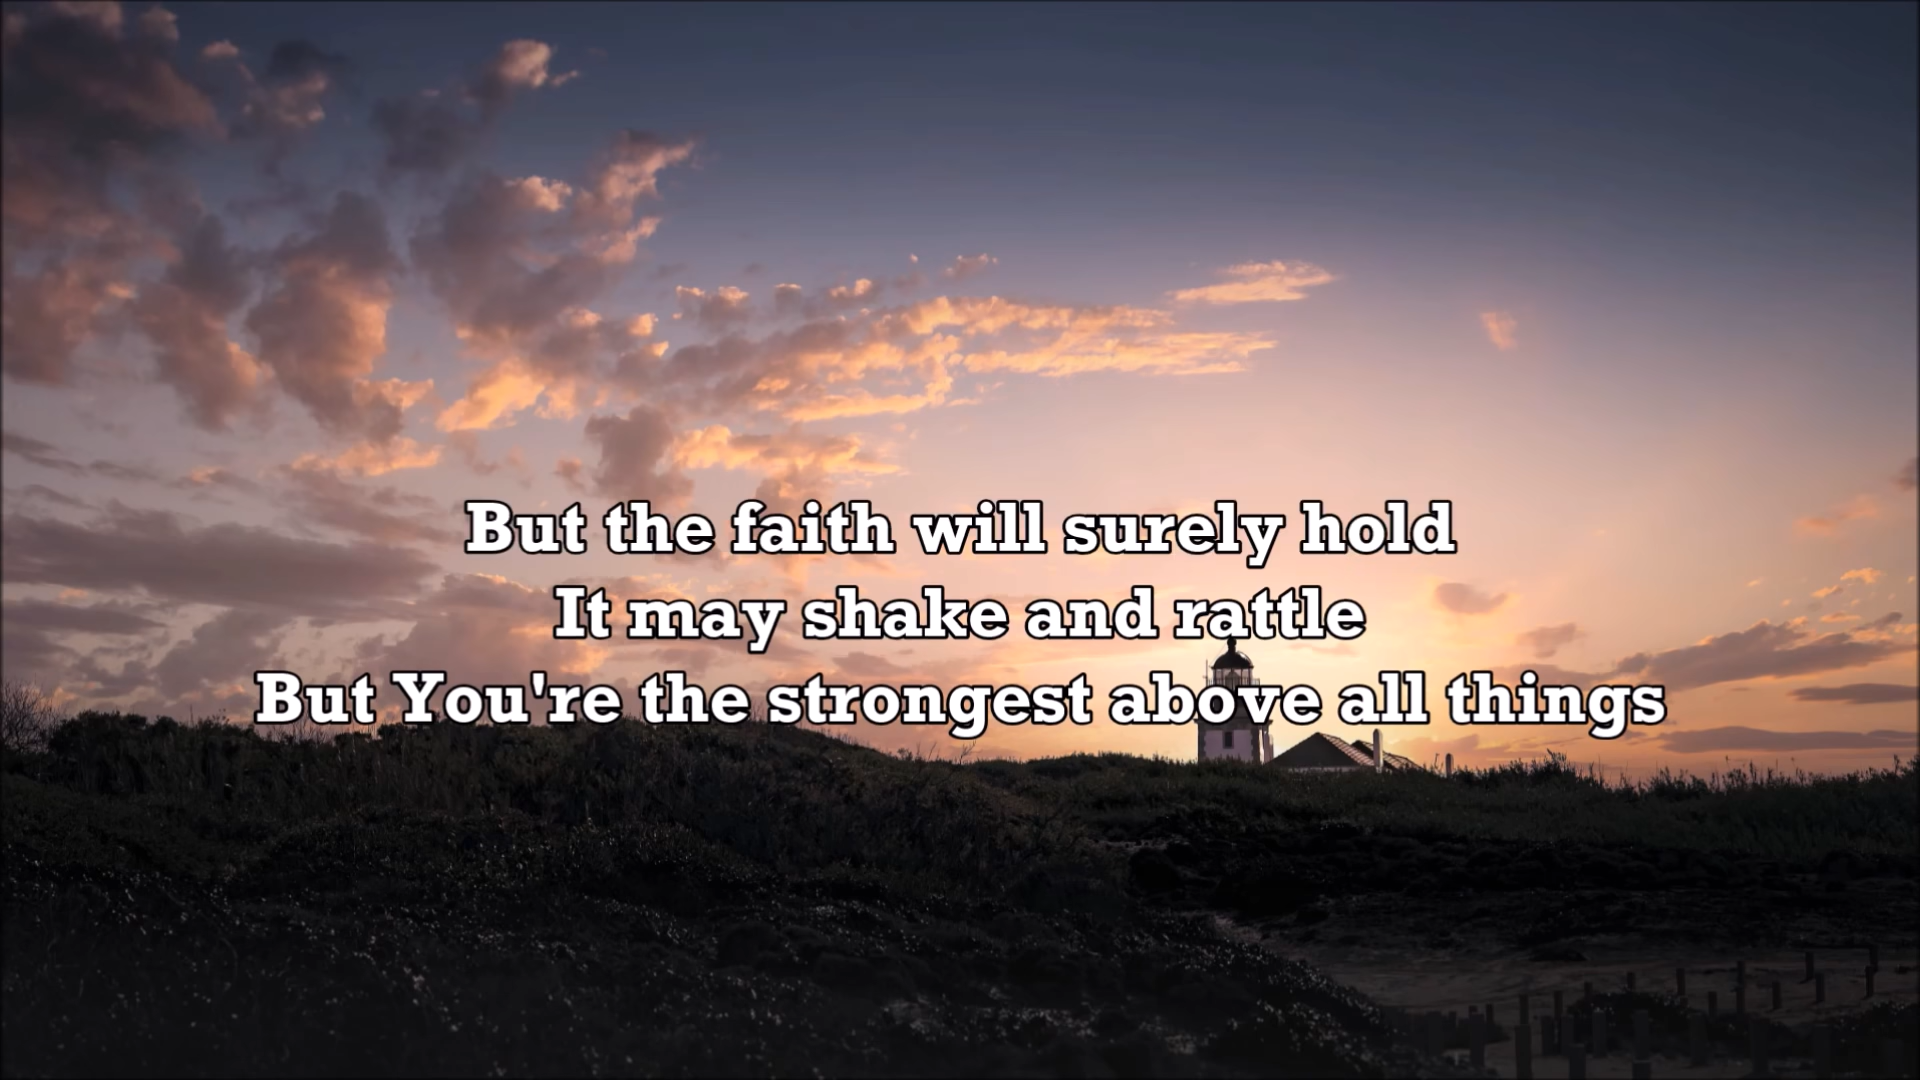 But the faith will surely hold
It may shake and rattle
But You're the strongest above all things